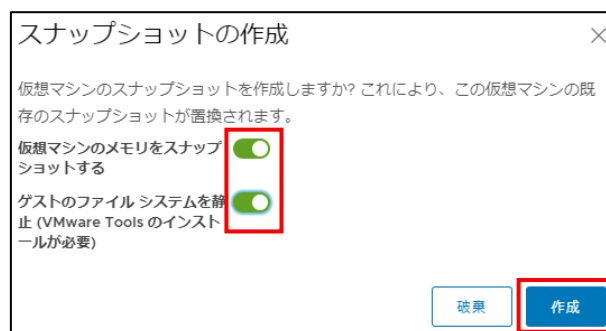 スナップショットの作成
仮想マシンのスナップショットを作成しますか? これにより、この仮想マシンの既
存のスナップショットが置換されます。
仮想マシンのメモリをスナップ
ショットする
ゲストのファイル システムを静
止 (VMware Tools のインスト
ールが必要)
破棄
作成